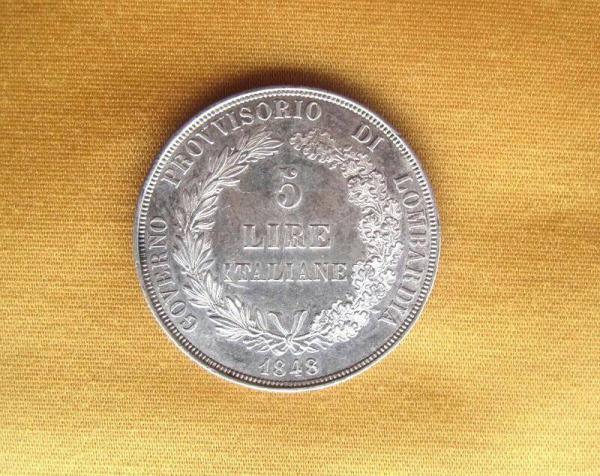 GOVERNO PROVVISORIO DI LOMBARDIA
5
LIRE
ITALIANE
1848